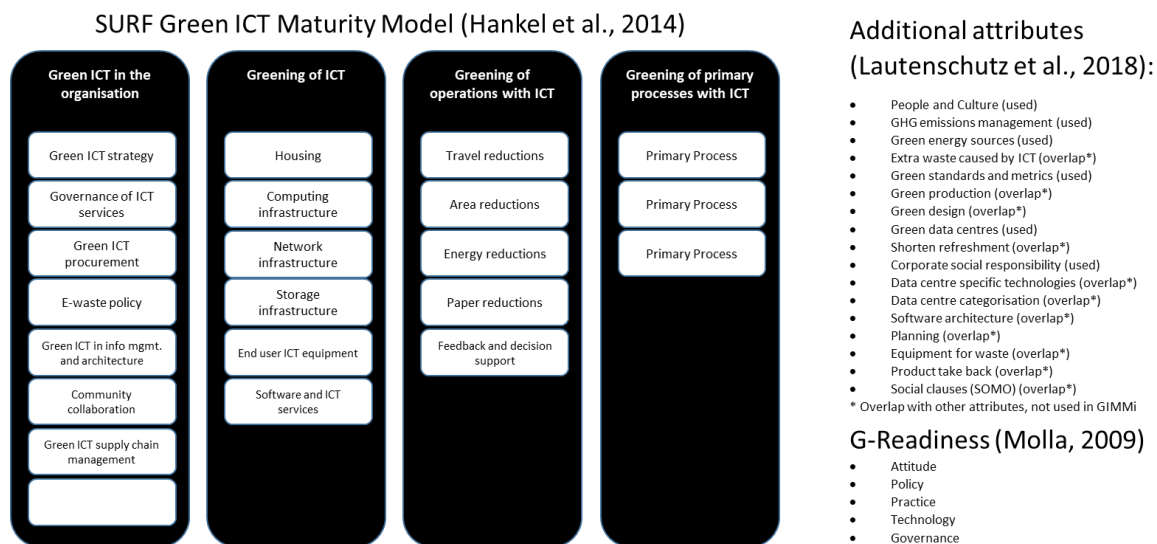 SURF Green ICT Maturity Model (Hankel et al., 2014)
Green ICT in the
organisation
Green ICT strategy
Governance of ICT
services
Green ICT
procurement
E-waste policy
Green ICT in info mgmt.
and architecture
Community
collaboration
Green ICT supply chain
management
Greening of ICT
Housing
Computing
infrastructure
Network
infrastructure
Storage
infrastructure
End user ICT equipment
Software and ICT
services
Greening of
operations with ICT
Travel reductions
Area reductions
Energy reductions
Paper reductions
Feedback and decision
support
Greening of primary
processes with ICT
Primary Process
Primary Process
Primary Process
Additional attributes
(Lautenschutz et al., 2018):
• People and Culture (used)
• GHG emissions management (used)
• Green energy sources (used)
• Extra waste caused by ICT (overlap*)
• Green standards and metrics (used)
• Green production (overlap*)
• Green design (overlap*)
• Green data centres (used)
• Shorten refreshment (overlap*)
• Corporate social responsibility (used)
• Data centre specific technologies (overlap*)
• Data centre categorisation (overlap*)
• Software architecture (overlap*)
• Planning (overlap*)
• Equipment for waste (overlap*)
• Product take back (overlap*)
• Social clauses (SOMO) (overlap*)
* Overlap with other attributes, not used in GIMMi
G-Readiness (Molla, 2009)
• Attitude
• Policy
• Practice
• Technology
• Governance